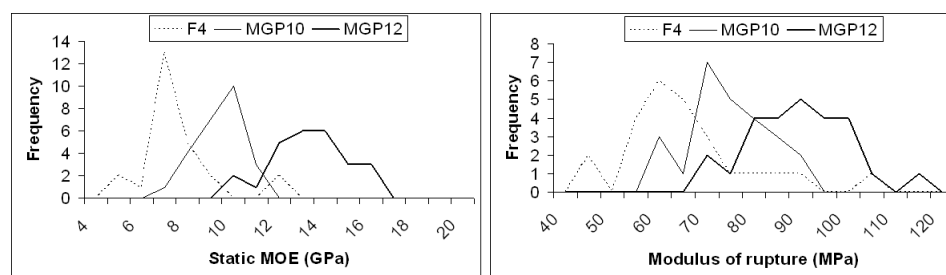 F4 MGP10 MGP12
Frequency
14
12
10
8
6
4
2
0
4 6 8 10 12 14 16 18 20
Static MOE (GPa)
F4 MGP10 MGP12
Frequency
8
7
6
5
4
3
2
1
0
40 50 60 70 80 90 100 110 120
Modulus of rupture (MPa)